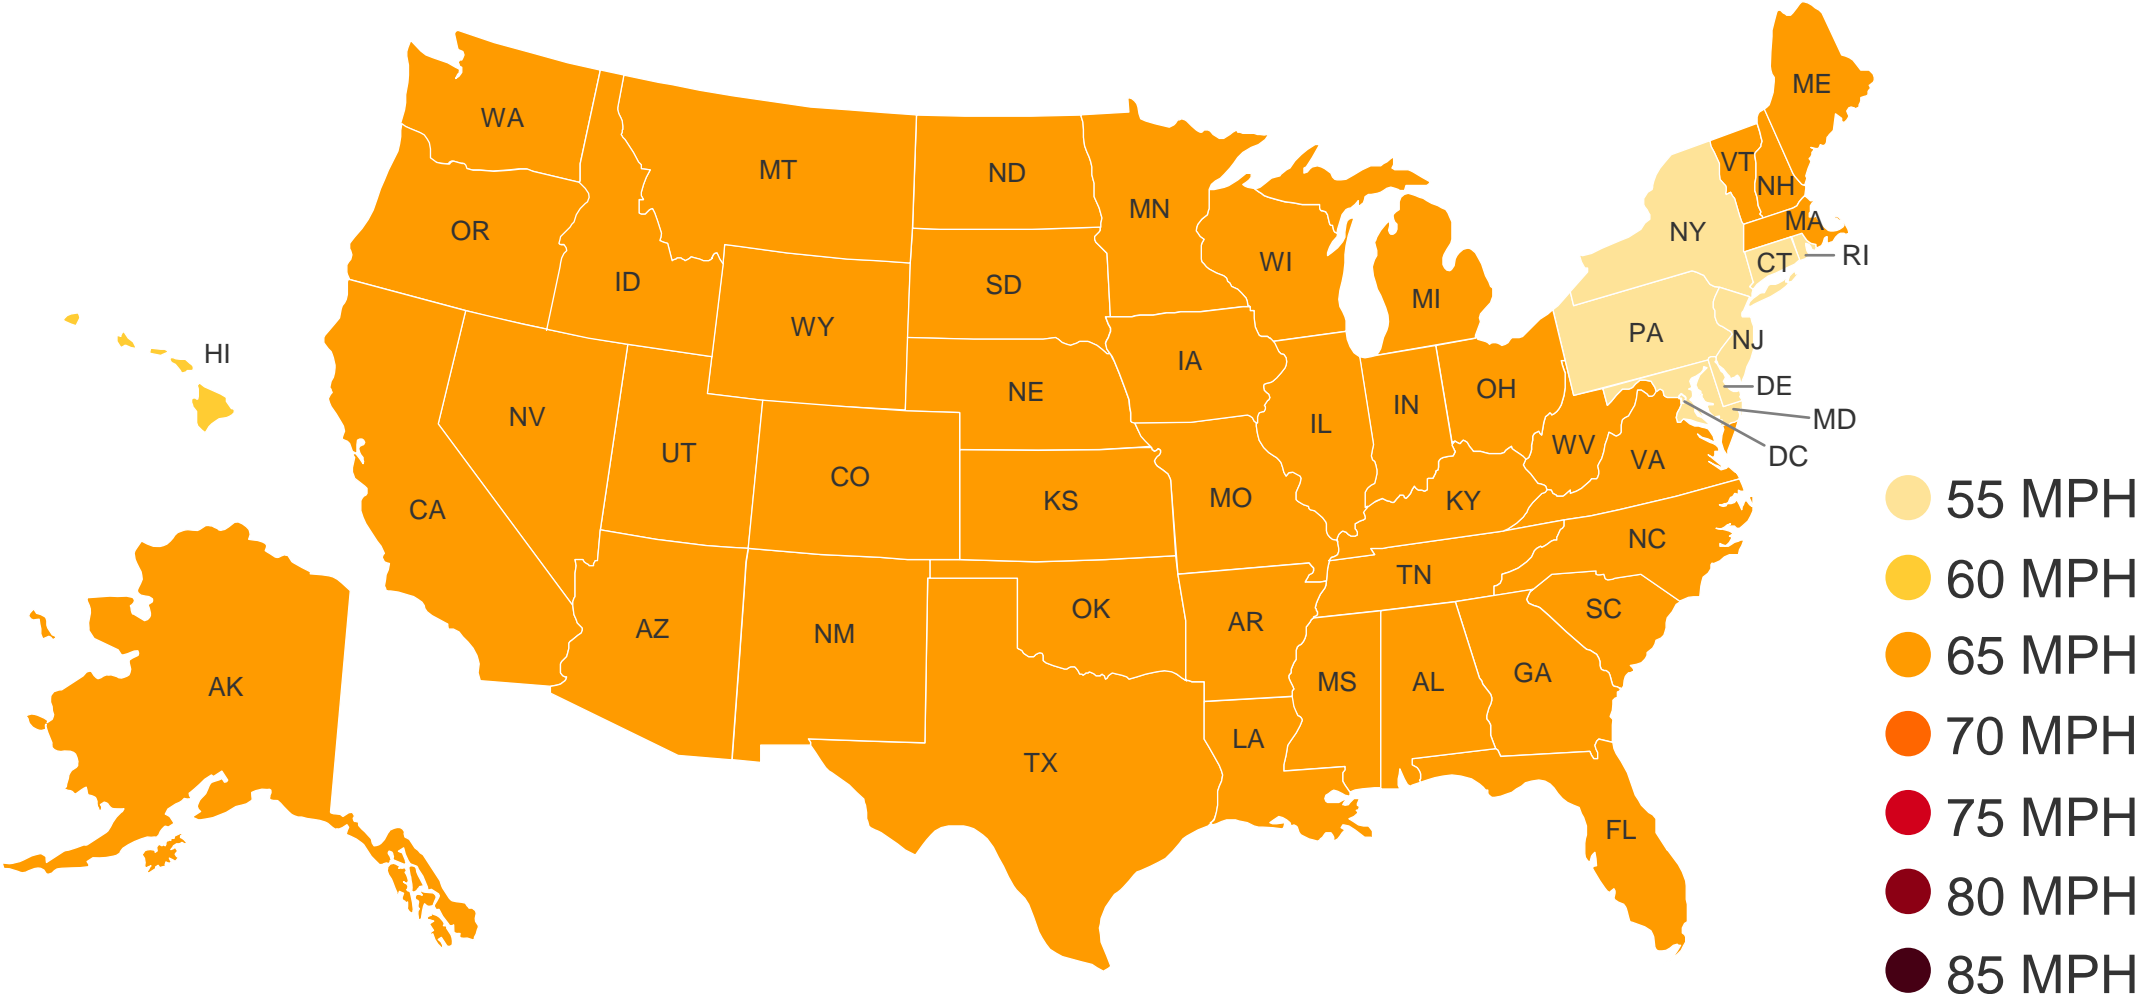 ME
WA
VT
MT
ND
NH
MN
MA
OR
NY
RI
WI
CT
ID
SD
MI
WY
PA
NJ
HI
IA
DE
NE
OH
IN
NV
MD
IL
WV
UT
DC
VA
CO
MO
KS
KY
55 MPH
CA
NC
TN
60 MPH
OK
SC
AR
AZ
NM
65 MPH
GA
MS
AL
AK
LA
70 MPH
TX
75 MPH
FL
80 MPH
85 MPH